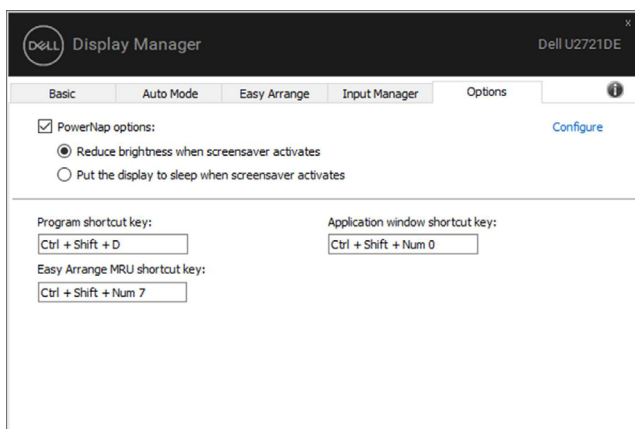 x
DELL Display Manager
Dell U2721DE
Basic Auto Mode Easy Arrange Input Manager Options i
PowerNap options:
Configure
Reduce brightness when screensaver activates
Put the display to sleep when screensaver activates
Program shortcut key:
Application window shortcut key:
Ctrl + Shift + D
Ctrl + Shift + Num 0
Easy Arrange MRU shortcut key:
Ctrl + Shift + Num 7